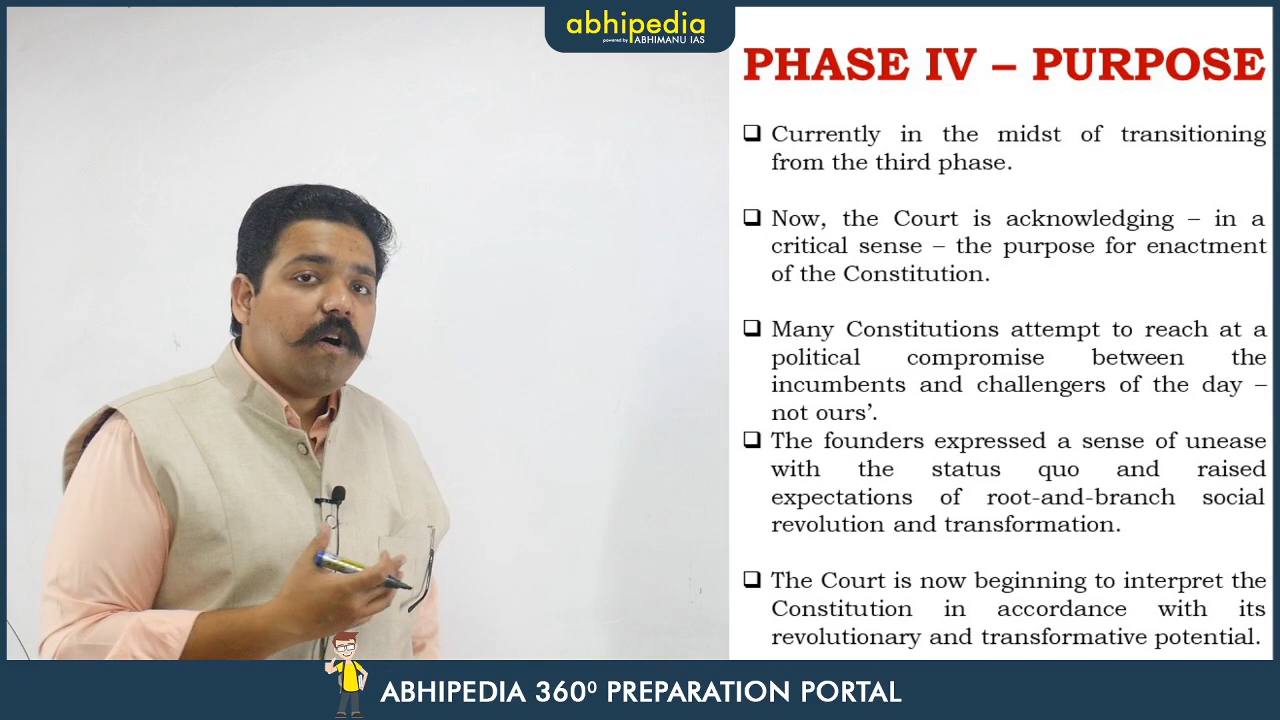 abhipedia
powered by ABHIMANU IAS
PHASE IV – PURPOSE
❑ Currently in the midst of transitioning
from the third phase.
❑ Now, the Court is acknowledging – in a
critical sense – the purpose for enactment
of the Constitution.
❑ Many Constitutions attempt to reach at a
political compromise between the
incumbents and challengers of the day –
not ours’.
❑ The founders expressed a sense of unease
with the status quo and raised
expectations of root-and-branch social
revolution and transformation.
❑ The Court is now beginning to interpret the
Constitution in accordance with its
revolutionary and transformative potential.
ABHIPEDIA 360⁰ PREPARATION PORTAL